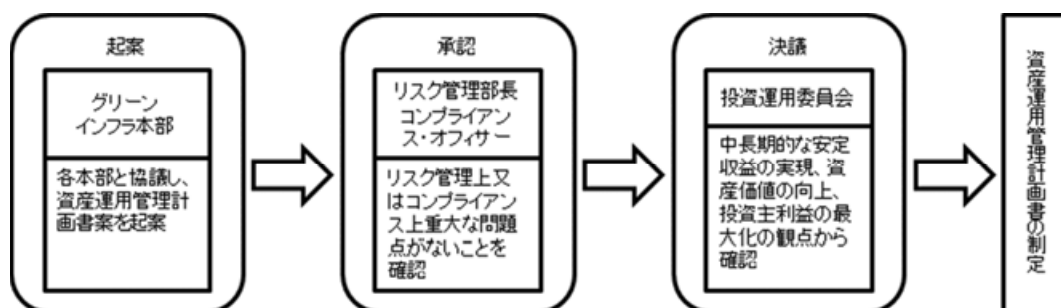 起案
グリーン
インフラ本部
各本部と協議し、
資産運用管理計
画書案を起案
承認
リスク管理部長
コンプライアン
ス・オフィサー
リスク管理上又
はコンプライアン
ス上重大な問題
点がないことを
確認
決議
投資運用委員会
中長期的な安定
収益の実現、資
産価値の向上、
投資主利益の最
大化の観点から
確認
資産運用管理計画書の制定